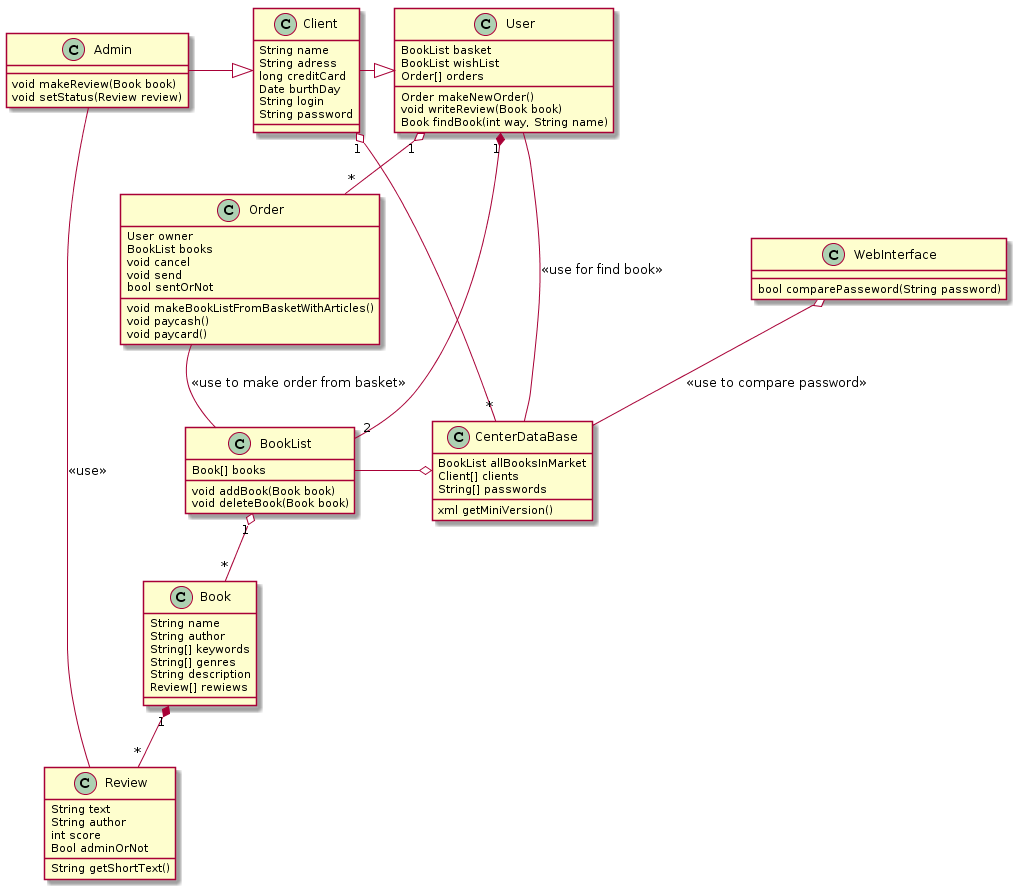 C Admin
void makeReview(Book book)
void setStatus(Review review)
C Client
String name
String adress
long creditCard
Date burthDay
String login
String password
C User
BookList basket
BookList wishList
Order[] orders
Order makeNewOrder()
void writeReview(Book book)
Book findBook(int way, String name)
1
1
1
*
C Order
User owner
BookList books
void cancel
void send
bool sentOrNot
void makeBookListFromBasketWithArticles()
void paycash()
void paycard()
«use for find book»
C WebInterface
bool comparePasseword(String password)
«use to make order from basket»
«use to compare password»
*
2
C BookList
Book[] books
void addBook(Book book)
void deleteBook(Book book)
C CenterDataBase
BookList allBooksInMarket
Client[] clients
String[] passwords
xml getMiniVersion()
«use»
1
*
C Book
String name
String author
String[] keywords
String[] genres
String description
Review[] rewiews
1
*
C Review
String text
String author
int score
Bool adminOrNot
String getShortText()